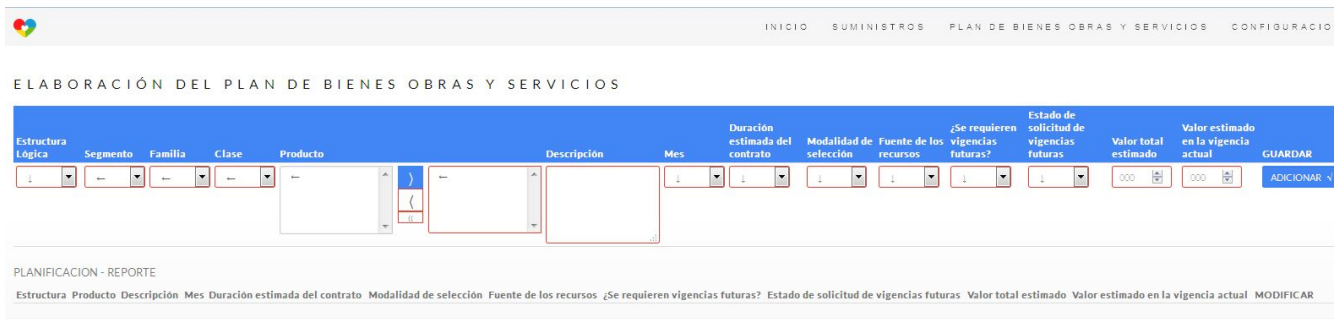 INICIO SUMINISTROS PLAN DE BIENES OBRAS Y SERVICIOS CONFIGURACIO
ELABORACIÓN DEL PLAN DE BIENES OBRAS Y SERVICIOS
Estructura Lógica Segmento Familia Clase Producto Descripción Mes Duración estimada del contrato Modalidad de selección Fuente de los recursos ¿Se requieren vigencias futuras? Estado de solicitud de vigencias futuras Valor total estimado Valor estimado en la vigencia actual GUARDAR
↓ ← ← ← ← ⟩ ← ↓ ↓ ↓ ↓ ↓ ↓ 000 000 ADICIONAR √
⟨
⟨⟨
PLANIFICACION - REPORTE
Estructura Producto Descripción Mes Duración estimada del contrato Modalidad de selección Fuente de los recursos ¿Se requieren vigencias futuras? Estado de solicitud de vigencias futuras Valor total estimado Valor estimado en la vigencia actual MODIFICAR